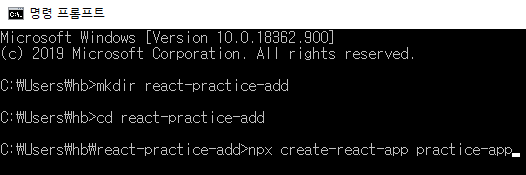 명령 프롬프트
Microsoft Windows [Version 10.0.18362.900]
(c) 2019 Microsoft Corporation. All rights reserved.
C:₩Users₩hb>mkdir react-practice-add
C:₩Users₩hb>cd react-practice-add
C:₩Users₩hb₩react-practice-add>npx create-react-app practice-app